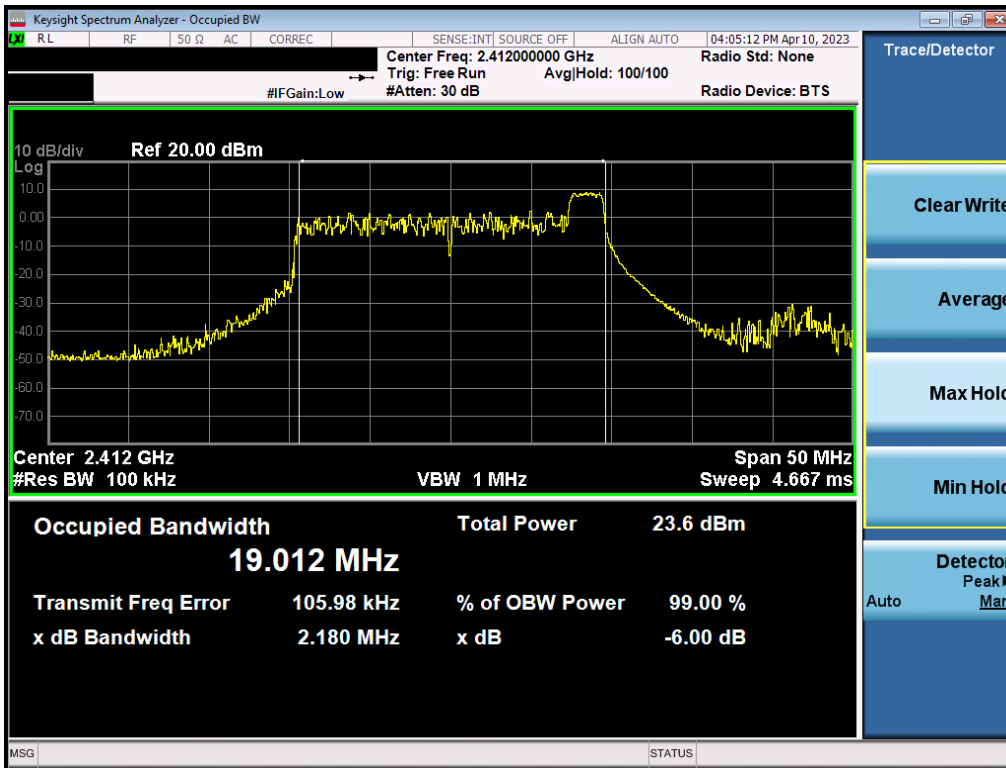 Keysight Spectrum Analyzer - Occupied BW
LXI RL RF 50 Ω AC CORREC SENSE:INT SOURCE OFF ALIGN AUTO 04:05:12 PM Apr 10, 2023
Center Freq: 2.412000000 GHz Radio Std: None
Trig: Free Run Avg|Hold: 100/100
#IFGain:Low #Atten: 30 dB Radio Device: BTS
10 dB/div Ref 20.00 dBm
Log
10.0
0.00
-10.0
-20.0
-30.0
-40.0
-50.0
-60.0
-70.0
Center 2.412 GHz Span 50 MHz
#Res BW 100 kHz VBW 1 MHz Sweep 4.667 ms
Occupied Bandwidth Total Power 23.6 dBm
19.012 MHz
Transmit Freq Error 105.98 kHz % of OBW Power 99.00 %
x dB Bandwidth 2.180 MHz x dB -6.00 dB
MSG STATUS
Trace/Detector
Clear Write
Average
Max Hold
Min Hold
Detector
Peak
Auto Man